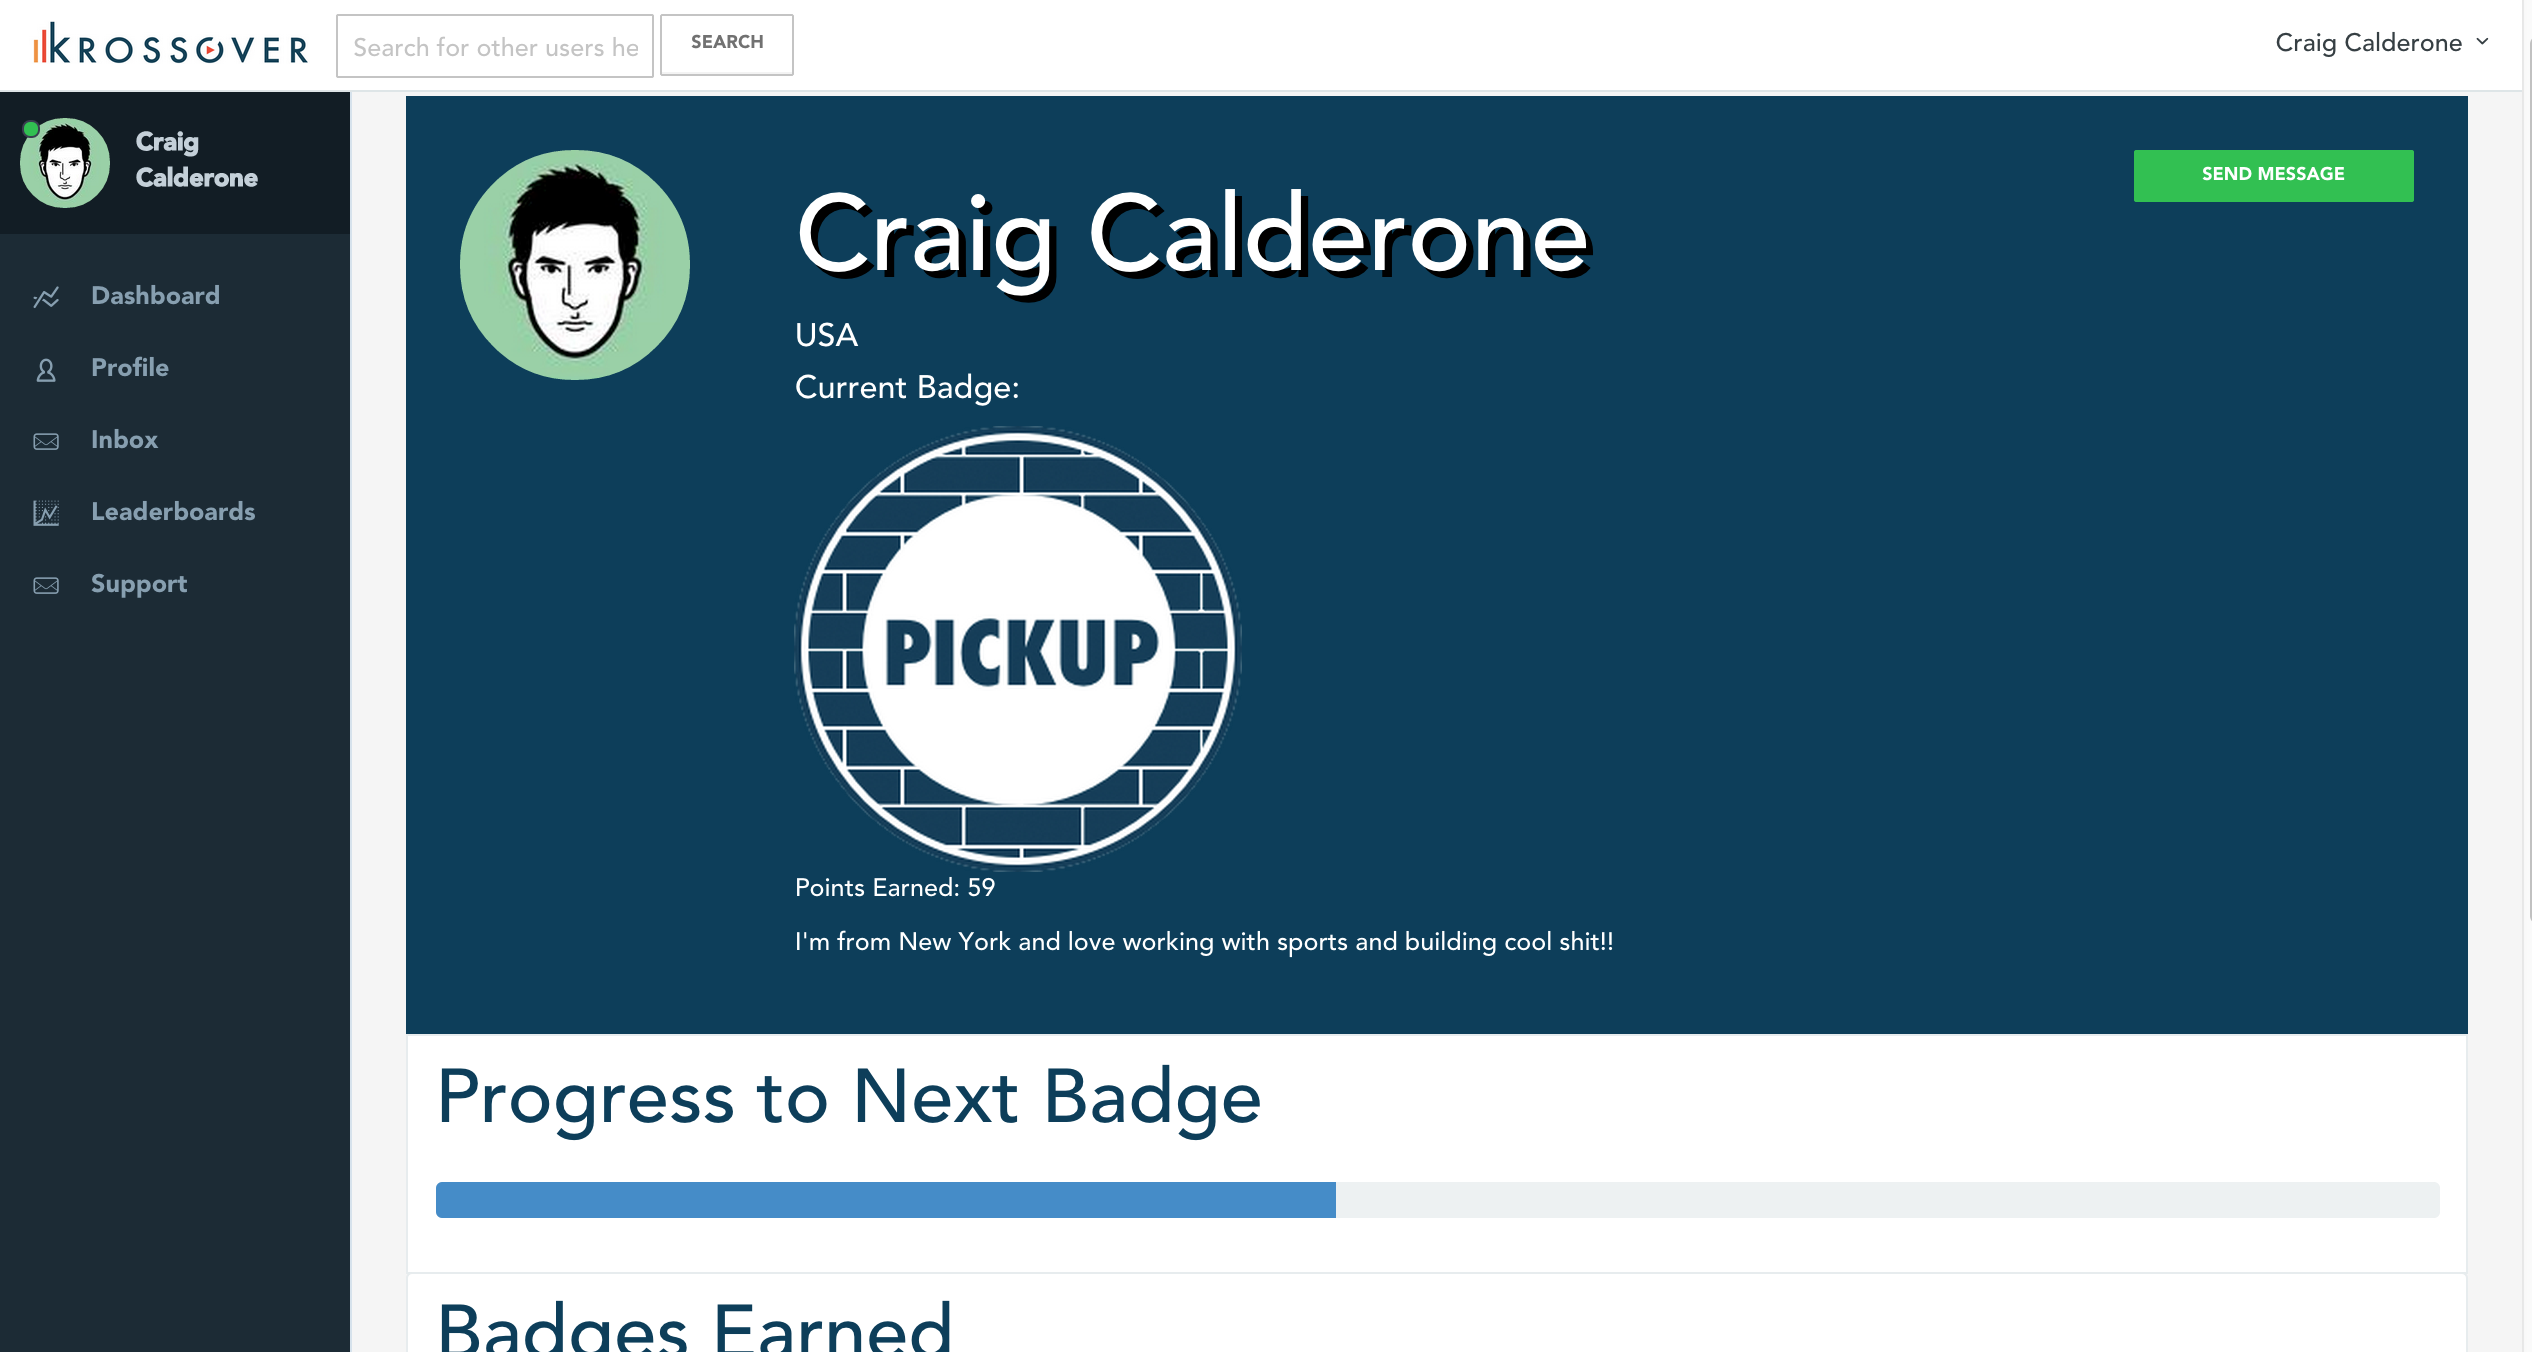 KROSSOVER
Search for other users he
SEARCH
Craig Calderone
Craig
Calderone
Dashboard
Profile
Inbox
Leaderboards
Support
Craig Calderone
SEND MESSAGE
USA
Current Badge:
PICKUP
Points Earned: 59
I'm from New York and love working with sports and building cool shit!!
Progress to Next Badge
Badges Earned